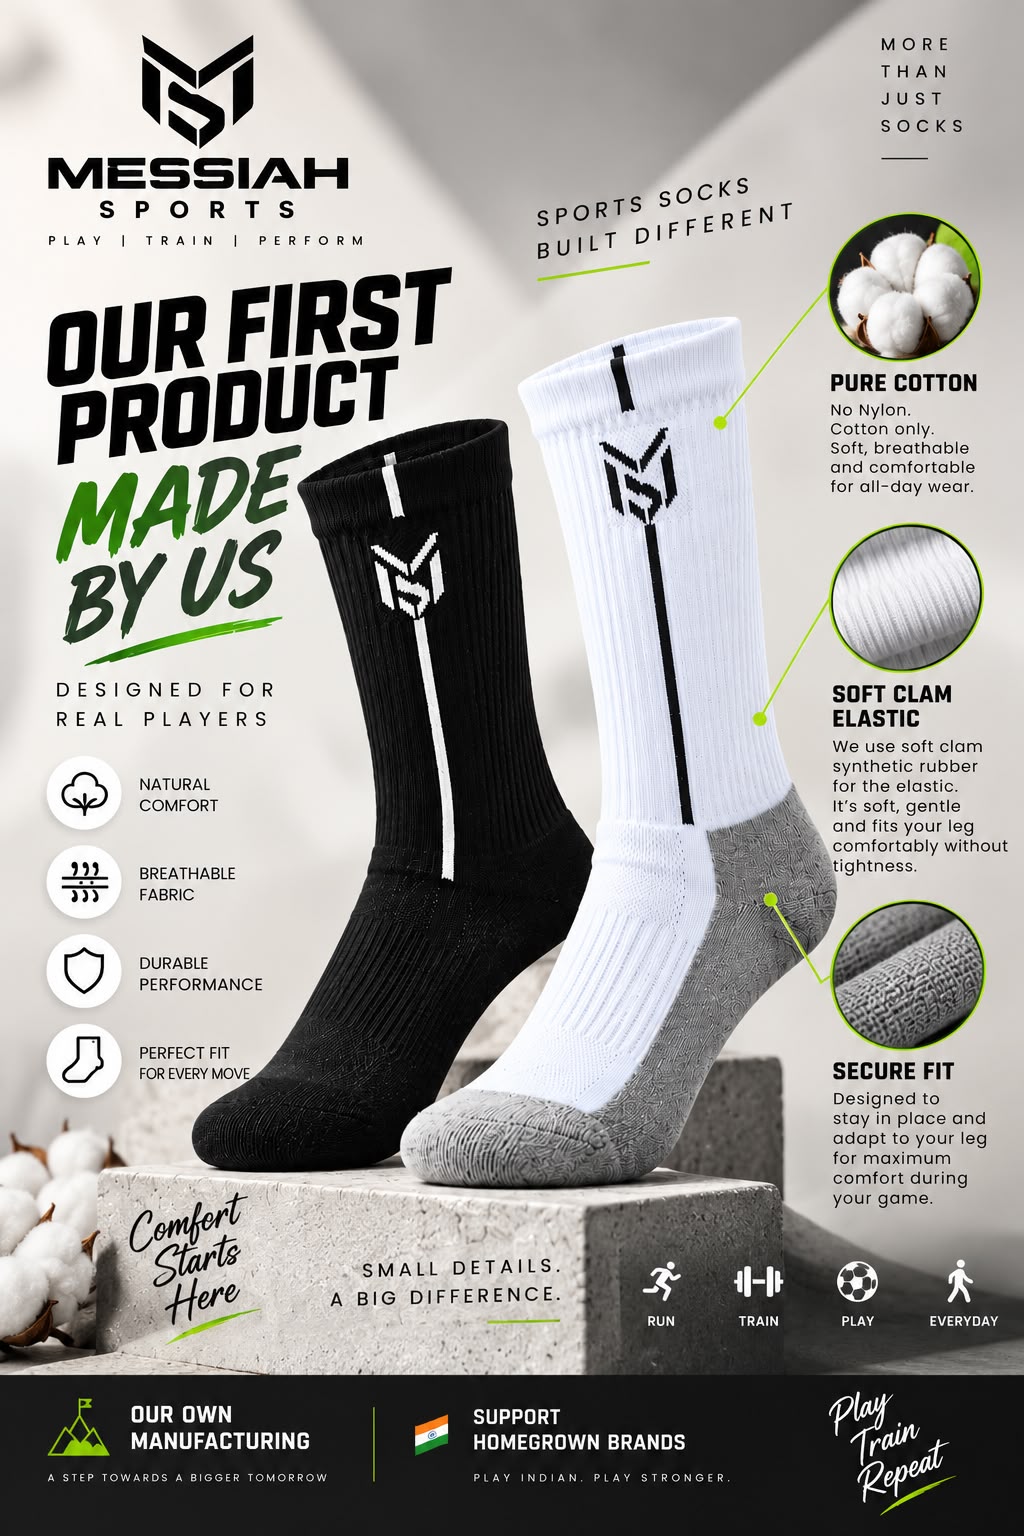 MESSIAH
SPORTS
PLAY | TRAIN | PERFORM
MORE
THAN
JUST
SOCKS
SPORTS SOCKS
BUILT DIFFERENT
OUR FIRST
PRODUCT
MADE
BY US
DESIGNED FOR
REAL PLAYERS
NATURAL
COMFORT
BREATHABLE
FABRIC
DURABLE
PERFORMANCE
PERFECT FIT
FOR EVERY MOVE
PURE COTTON
No Nylon.
Cotton only.
Soft, breathable
and comfortable
for all-day wear.
SOFT CLAM
ELASTIC
We use soft clam
synthetic rubber
for the elastic.
It's soft, gentle
and fits your leg
comfortably without
tightness.
SECURE FIT
Designed to
stay in place and
adapt to your leg
for maximum
comfort during
your game.
Comfort
Starts
Here
SMALL DETAILS.
A BIG DIFFERENCE.
RUN
TRAIN
PLAY
EVERYDAY
OUR OWN
MANUFACTURING
A STEP TOWARDS A BIGGER TOMORROW
SUPPORT
HOMEGROWN BRANDS
PLAY INDIAN. PLAY STRONGER.
Play
Train
Repeat